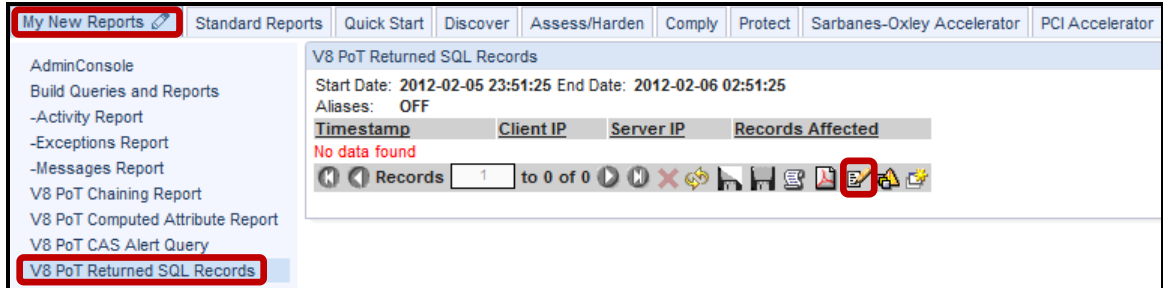 My New Reports Standard Reports Quick Start Discover Assess/Harden Comply Protect Sarbanes-Oxley Accelerator PCI Accelerator
AdminConsole
Build Queries and Reports
-Activity Report
-Exceptions Report
-Messages Report
V8 PoT Chaining Report
V8 PoT Computed Attribute Report
V8 PoT CAS Alert Query
V8 PoT Returned SQL Records
V8 PoT Returned SQL Records
Start Date: 2012-02-05 23:51:25 End Date: 2012-02-06 02:51:25
Aliases: OFF
Timestamp Client IP Server IP Records Affected
No data found
Records 1 to 0 of 0